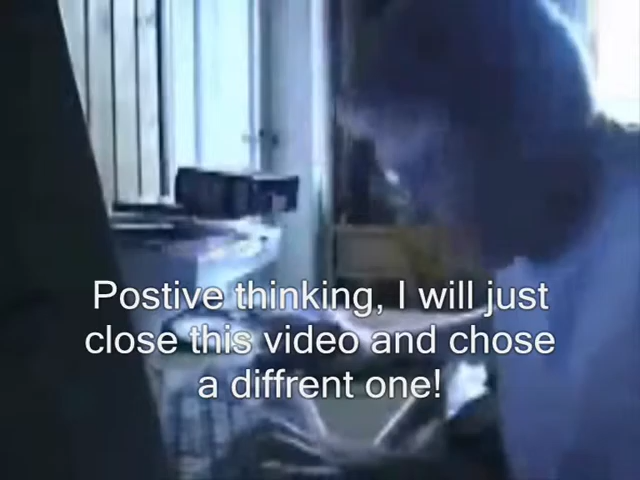 Postive thinking, I will just
close this video and chose
a diffrent one!